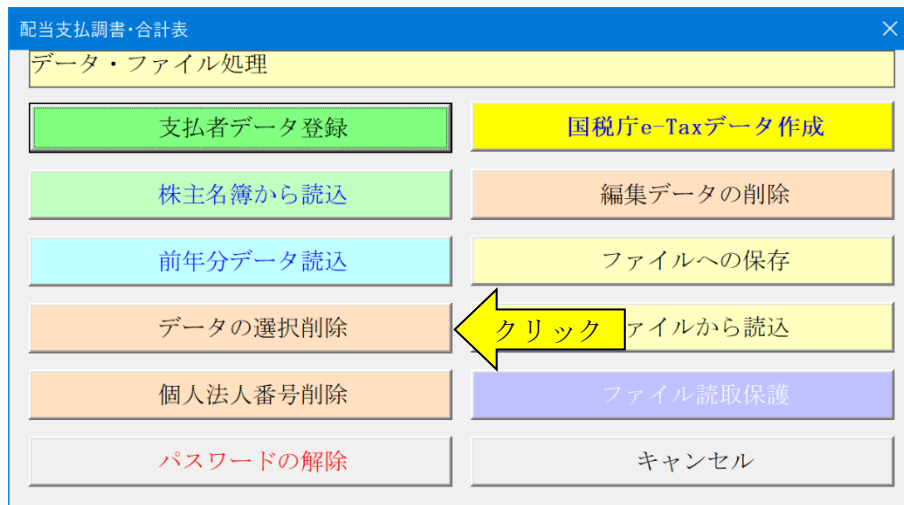 配当支払調書･合計表
データ・ファイル処理
支払者データ登録
国税庁e-Taxデータ作成
株主名簿から読込
編集データの削除
前年分データ読込
ファイルへの保存
データの選択削除
クリック
ァイルから読込
個人法人番号削除
ファイル読取保護
パスワードの解除
キャンセル